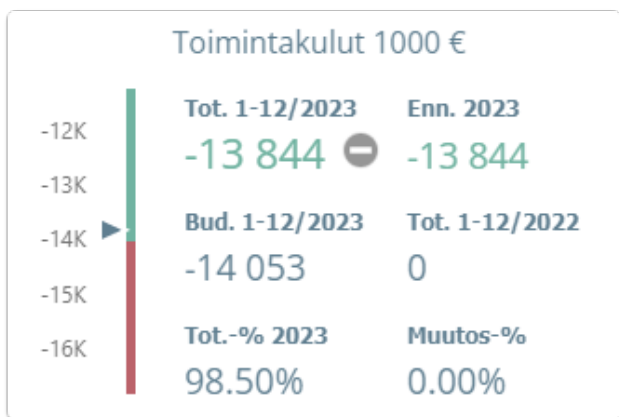 Toimintakulut 1000 €
Tot. 1-12/2023 Enn. 2023
-12K
-13 844 -13 844
-13K
Bud. 1-12/2023 Tot. 1-12/2022
-14K
-14 053 0
-15K
Tot.-% 2023 Muutos-%
-16K
98.50% 0.00%